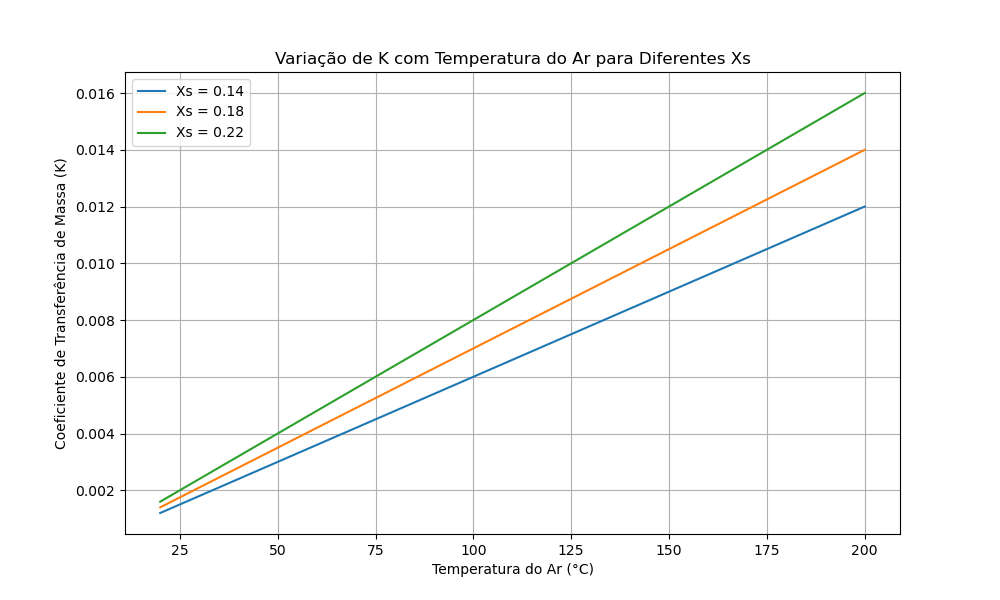 Variação de K com Temperatura do Ar para Diferentes Xs
Xs = 0.14
Xs = 0.18
Xs = 0.22
Coeficiente de Transferência de Massa (K)
0.016
0.014
0.012
0.010
0.008
0.006
0.004
0.002
25 50 75 100 125 150 175 200
Temperatura do Ar (°C)